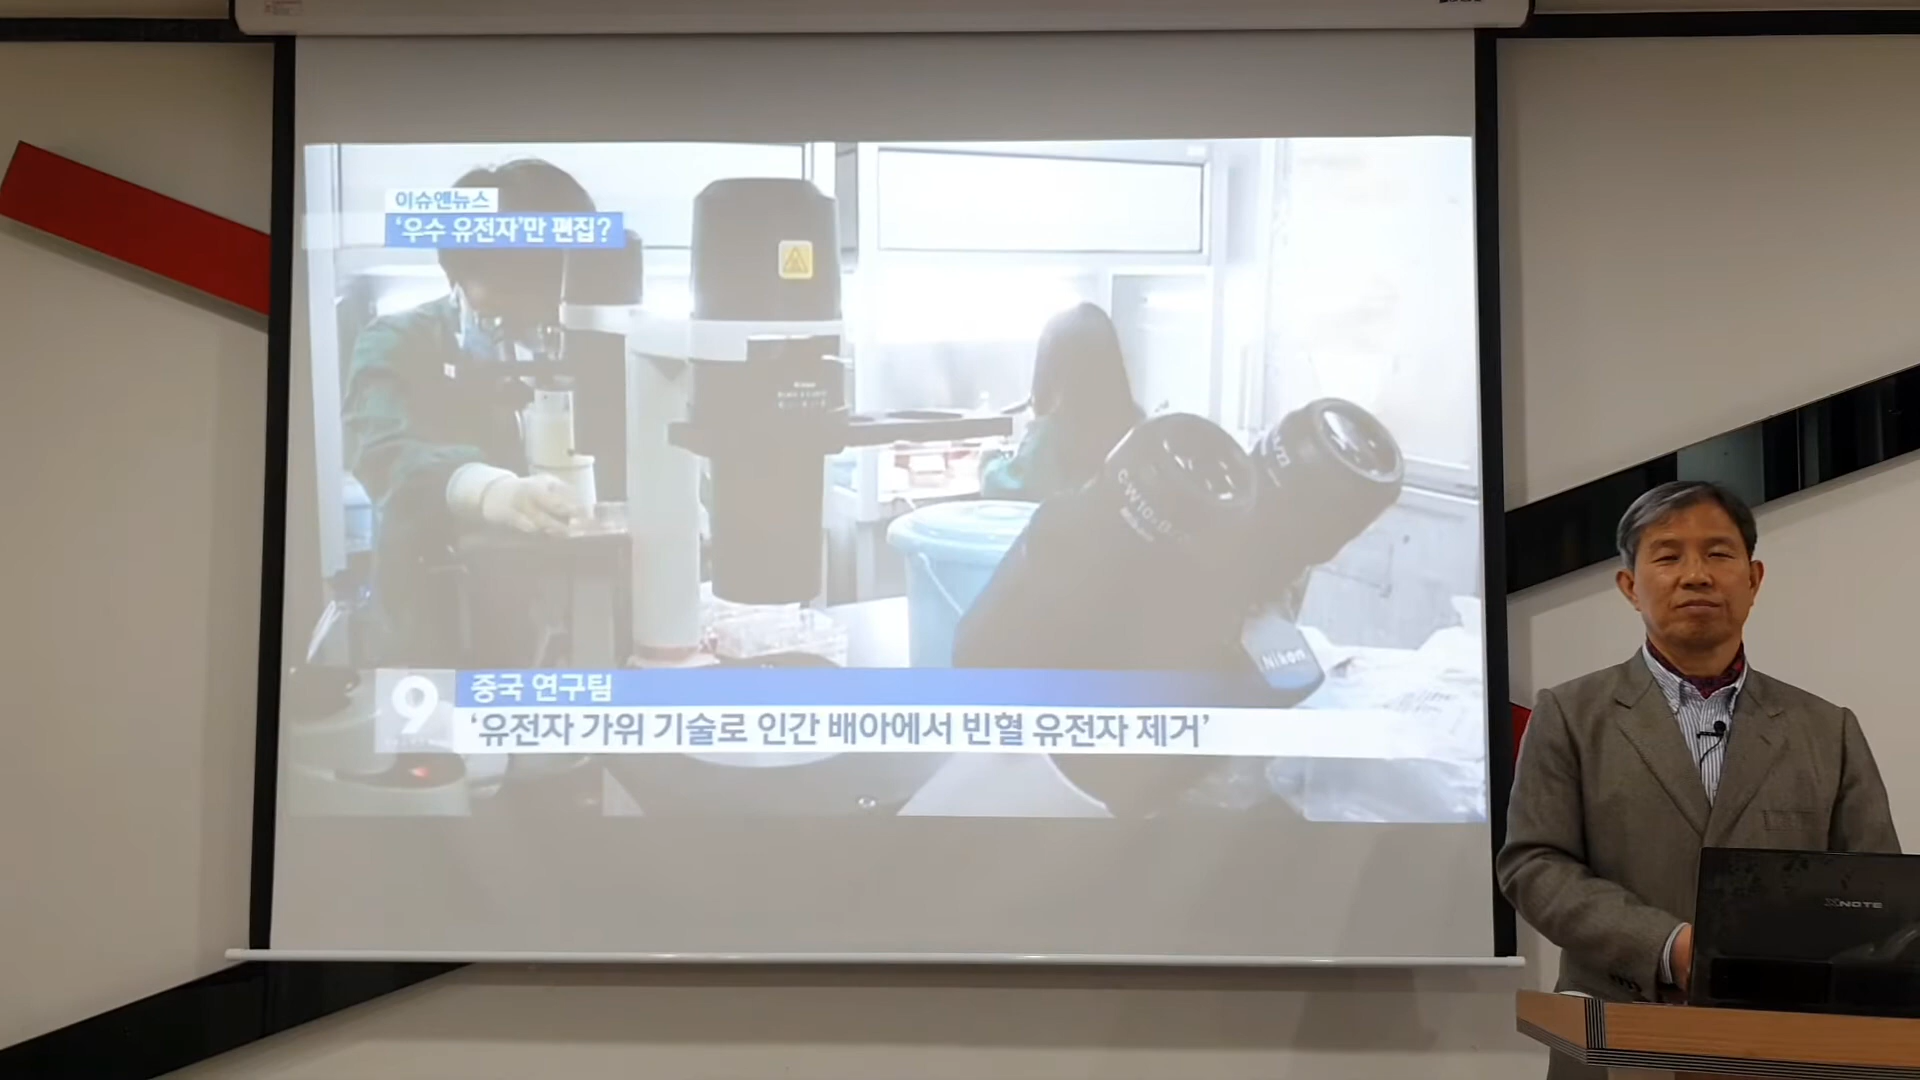 이슈앤뉴스
‘우수 유전자’만 편집?
C-W10
Nikon
Nikon
9
중국 연구팀
‘유전자 가위 기술로 인간 배아에서 빈혈 유전자 제거’
XNOTE